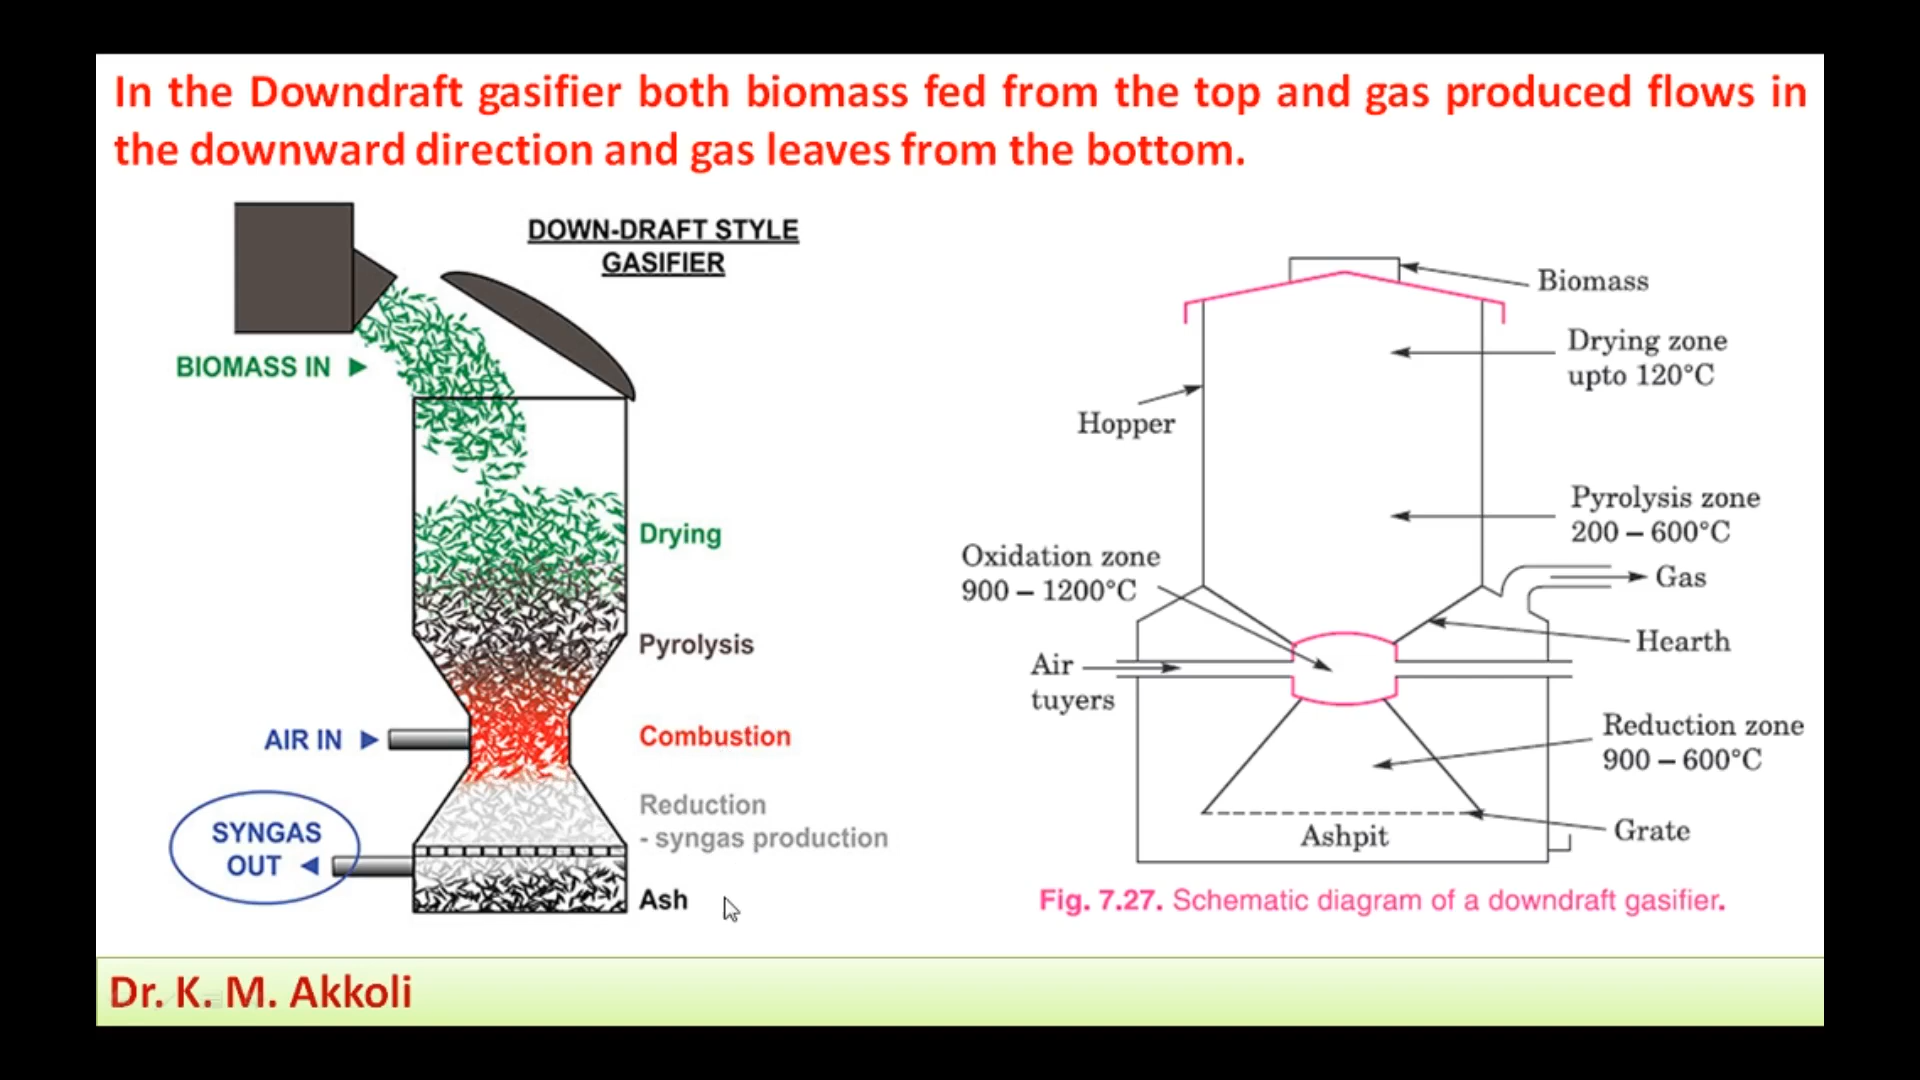 In the Downdraft gasifier both biomass fed from the top and gas produced flows in
the downward direction and gas leaves from the bottom.
DOWN-DRAFT STYLE
GASIFIER
BIOMASS IN ►
Drying
Pyrolysis
AIR IN ►
Combustion
Reduction
- syngas production
SYNGAS
OUT ◄
Ash
Biomass
Drying zone
upto 120°C
Hopper
Pyrolysis zone
200 – 600°C
Oxidation zone
900 – 1200°C
Gas
Hearth
Air
tuyers
Reduction zone
900 – 600°C
Grate
Ashpit
Fig. 7.27. Schematic diagram of a downdraft gasifier.
Dr. K. M. Akkoli